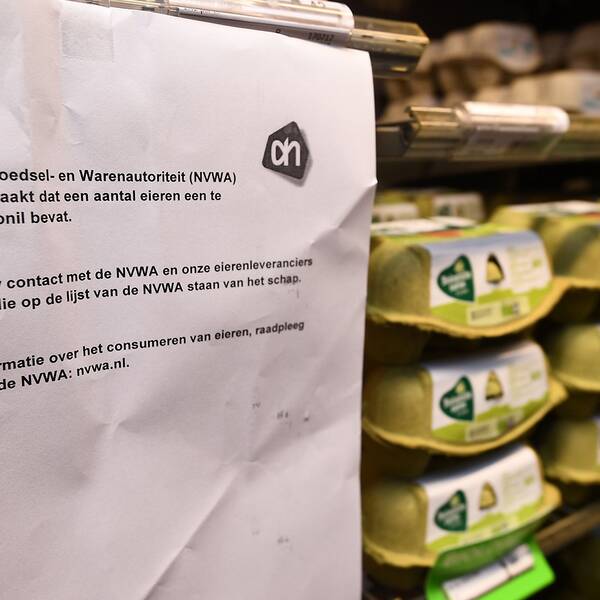 oedsel- en Warenautoriteit (NVWA)
aakt dat een aantal eieren een te
onil bevat.
contact met de NVWA en onze eierenleveranciers
ie op de lijst van de NVWA staan van het schap.
rmatie over het consumeren van eieren, raadpleeg
de NVWA: nvwa.nl.
ah